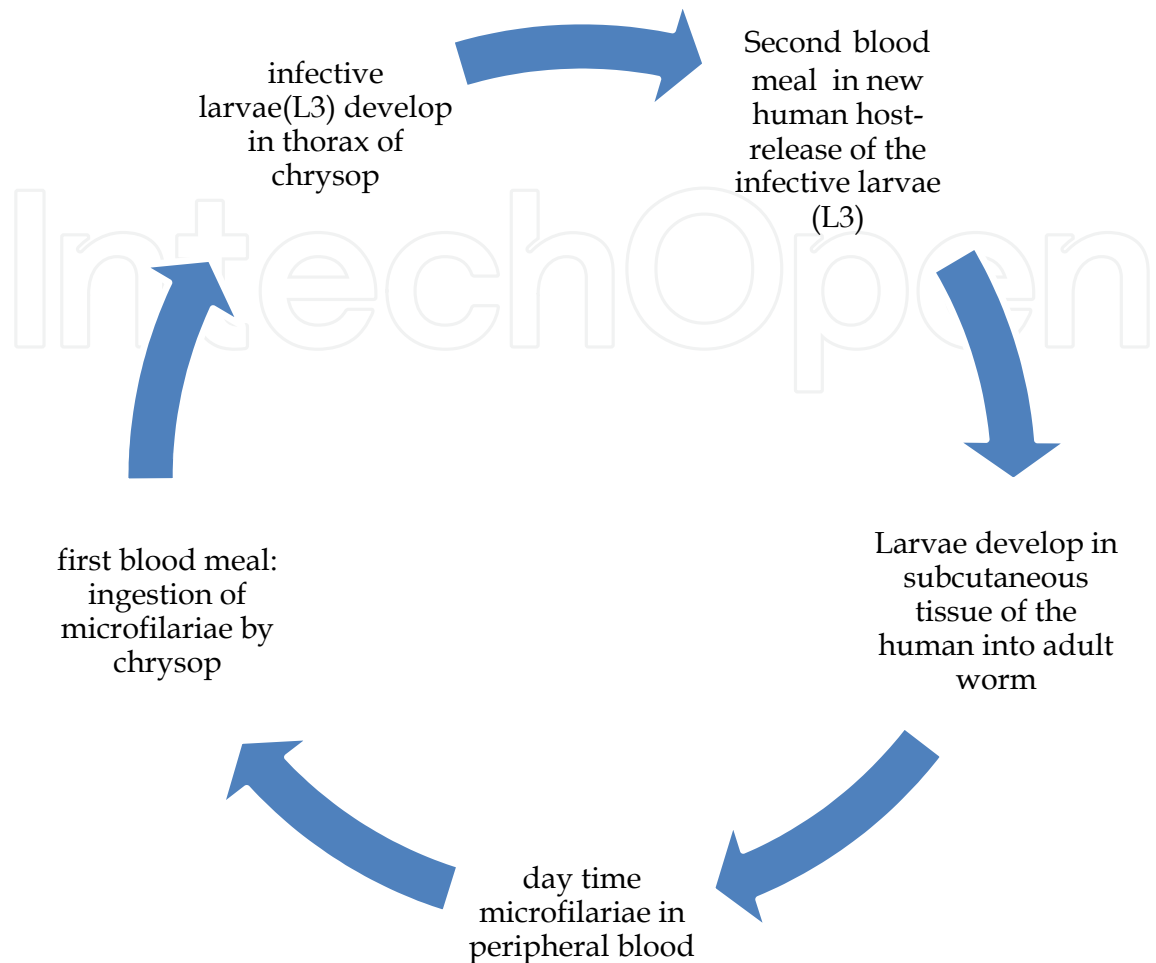 infective
larvae(L3) develop
in thorax of
chrysop
Second blood
meal in new
human host-
release of the
infective larvae
(L3)
Larvae develop in
subcutaneous
tissue of the
human into adult
worm
day time
microfilariae in
peripheral blood
first blood meal:
ingestion of
microfilariae by
chrysop
IntechOpen